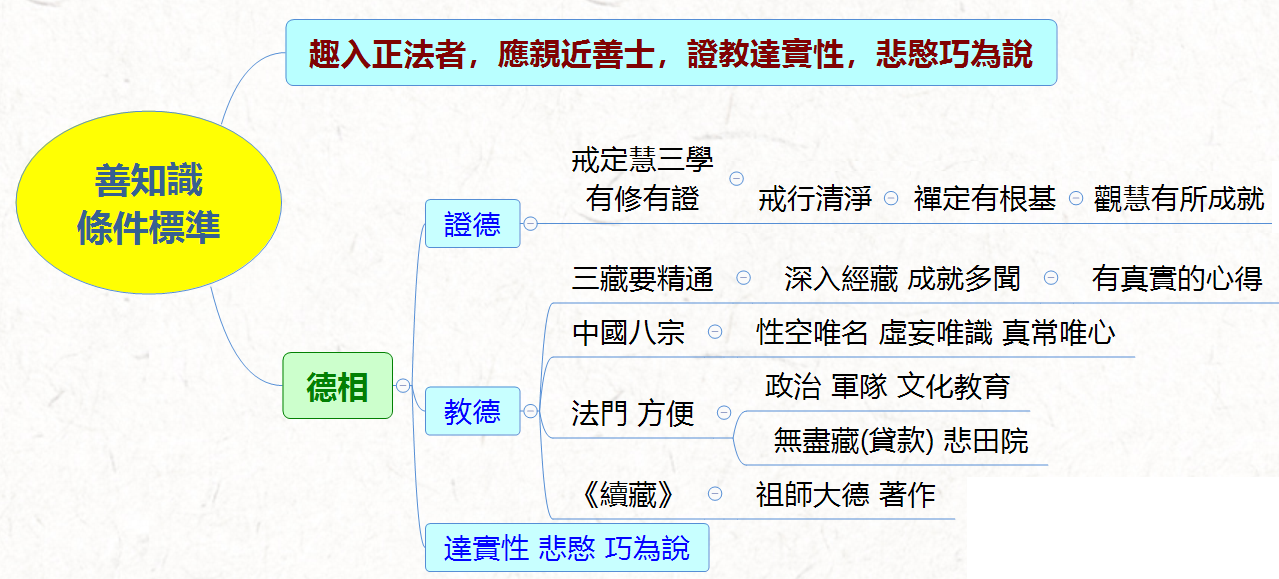 趣入正法者，應親近善士，證教達實性，悲愍巧為說
善知識
條件標準
德相
證德
戒定慧三學
有修有證
戒行清淨
禪定有根基
觀慧有所成就
教德
三藏要精通
深入經藏 成就多聞
有真實的心得
中國八宗
性空唯名 虛妄唯識 真常唯心
法門 方便
政治 軍隊 文化教育
無盡藏(貸款) 悲田院
《續藏》
祖師大德 著作
達實性 悲愍 巧為說